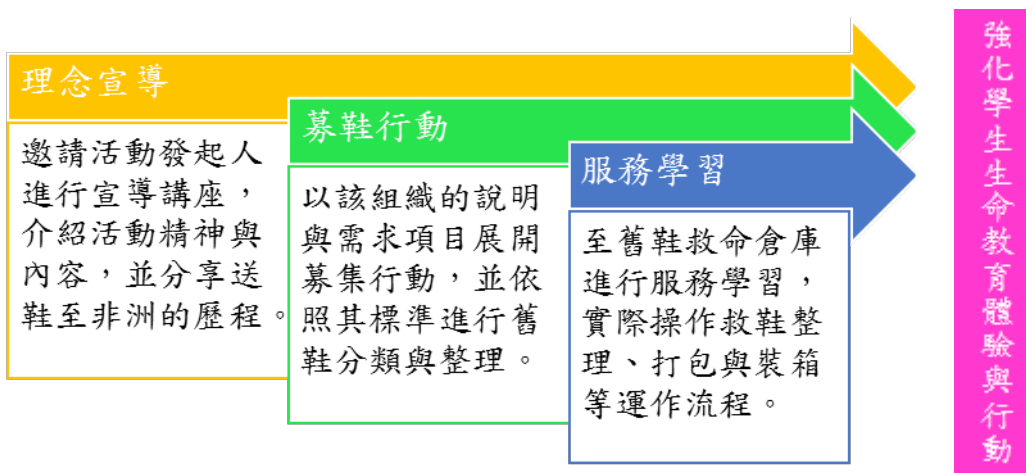 理念宣導
邀請活動發起人
進行宣導講座，
介紹活動精神與
內容，並分享送
鞋至非洲的歷程。
募鞋行動
以該組織的說明
與需求項目展開
募集行動，並依
照其標準進行舊
鞋分類與整理。
服務學習
至舊鞋救命倉庫
進行服務學習，
實際操作救鞋整
理、打包與裝箱
等運作流程。
強化學生生命教育體驗與行動